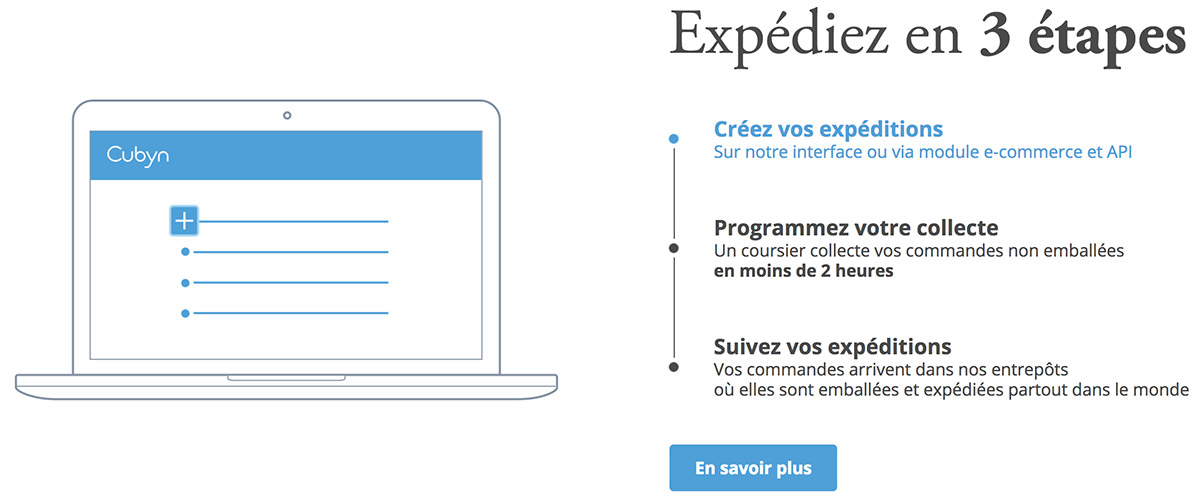 Expédiez en 3 étapes
Cubyn
Créez vos expéditions
Sur notre interface ou via module e-commerce et API
Programmez votre collecte
Un coursier collecte vos commandes non emballées
en moins de 2 heures
Suivez vos expéditions
Vos commandes arrivent dans nos entrepôts
où elles sont emballées et expédiées partout dans le monde
En savoir plus